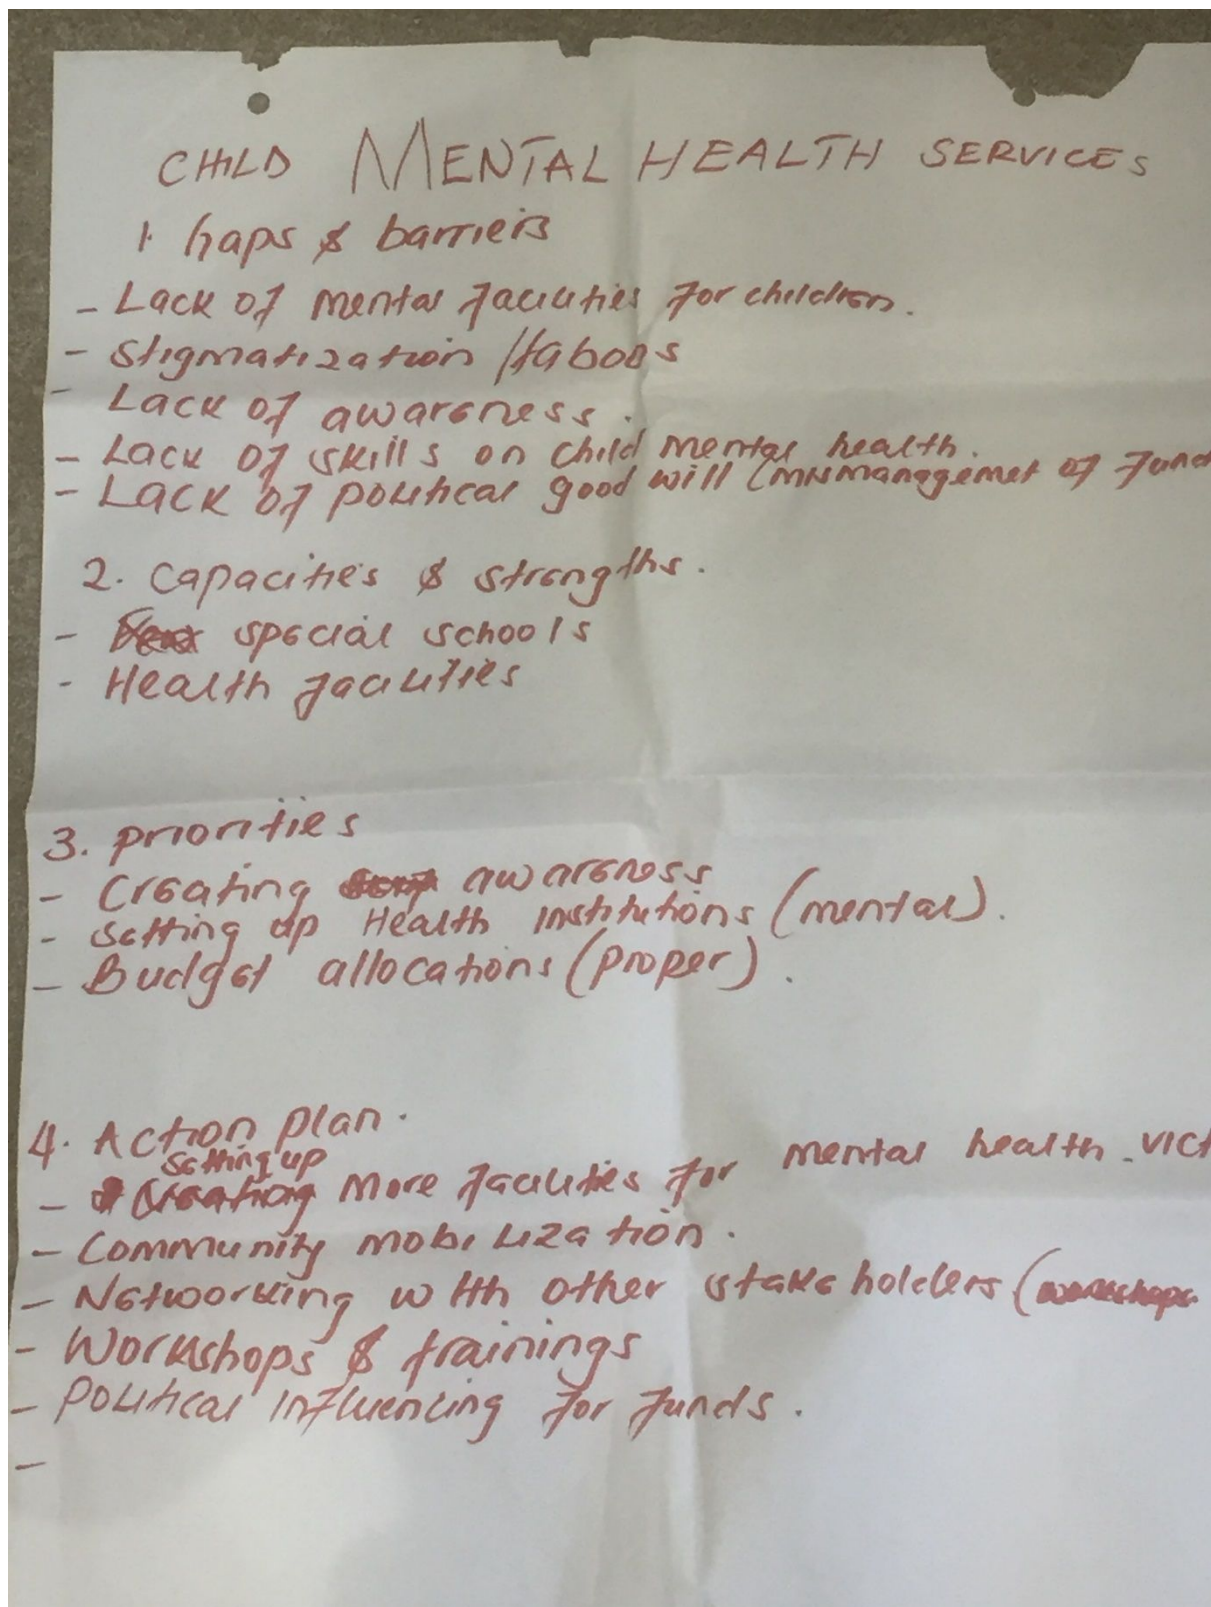 CHILD MENTAL HEALTH SERVICES
1. Gaps & barriers
- Lack of mental facilities for children.
- Stigmatization / taboos
- Lack of awareness.
- Lack of skills on child mental health.
- Lack of political good will (mismanaggemet of Fund
2. Capacities & strengths.
- special schools
- Health facilities
3. Priorities
- Creating awareness
- Setting up Health Institutions (mental).
- Budget allocations (proper).
4. Action plan.
setting up
- More facilities for mental health vict
- Community mobilization.
- Networking with other stakeholders (workshops
- Workshops & trainings
- Political influencing for funds.
-